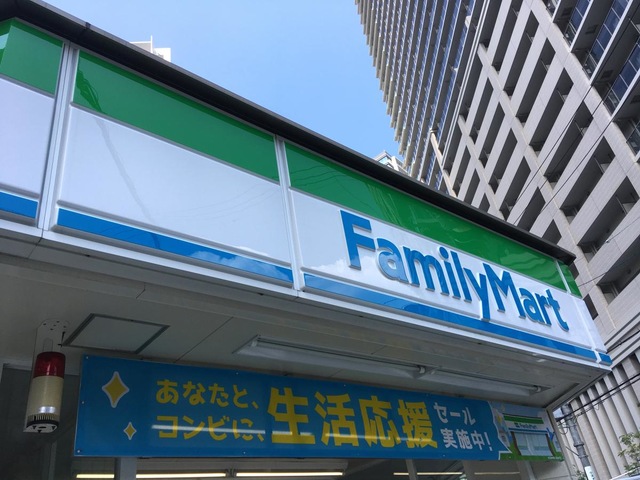 FamilyMart
あなたと、
コンビに、
生活応援
セール
実施中!